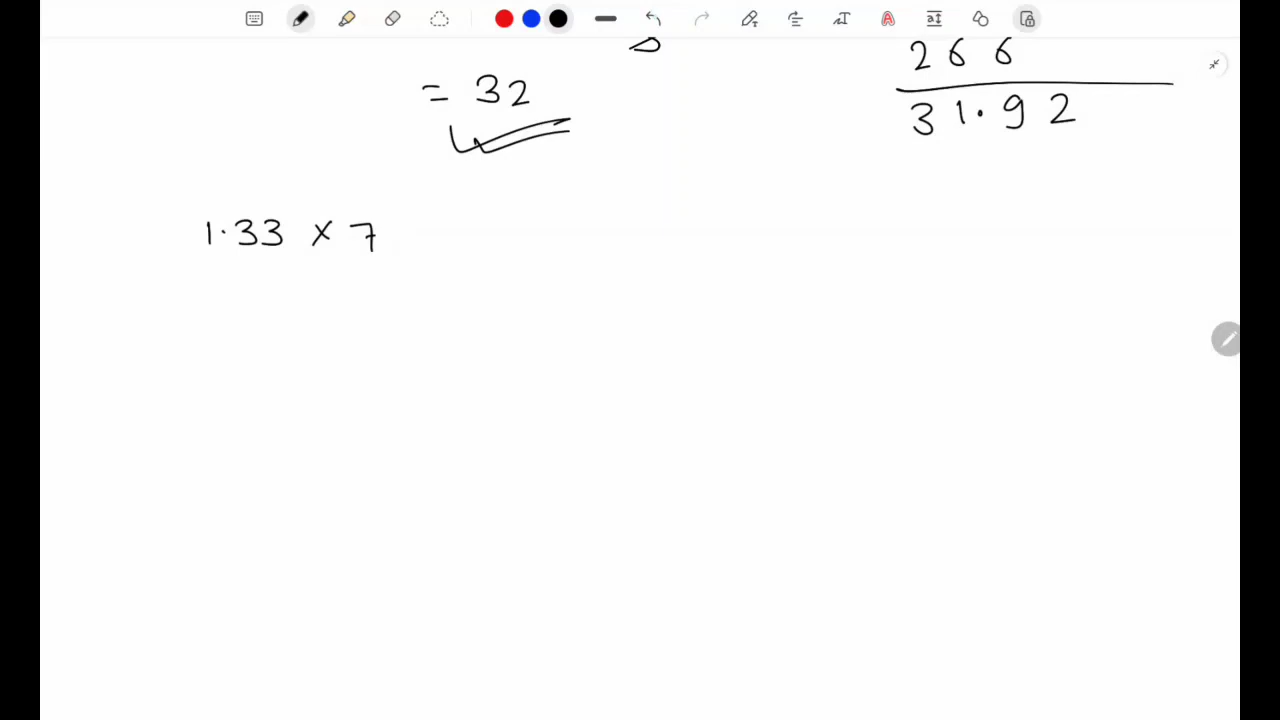 266
= 32
31.92
1.33 × 7